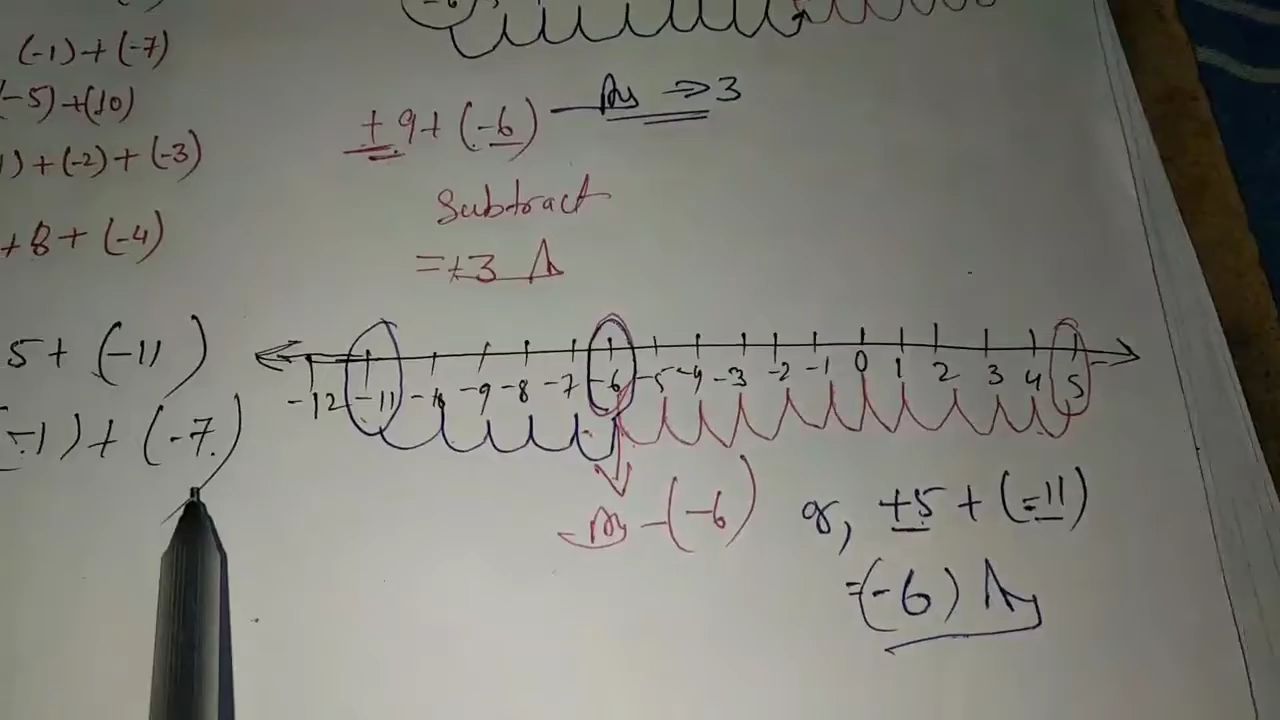 -6
(-1)+(-7)
(-5)+(10)
1)+(-2)+(-3)
+8+(-4)
+9+(-6) Ans ⇒ 3
Subtract
=+3 A
5+(-11)
-12 -11 -10 -9 -8 -7 -6 -5 -4 -3 -2 -1 0 1 2 3 4 5
(-1)+(-7)
Ans -(-6)
or, +5+(-11)
=(-6) Ans